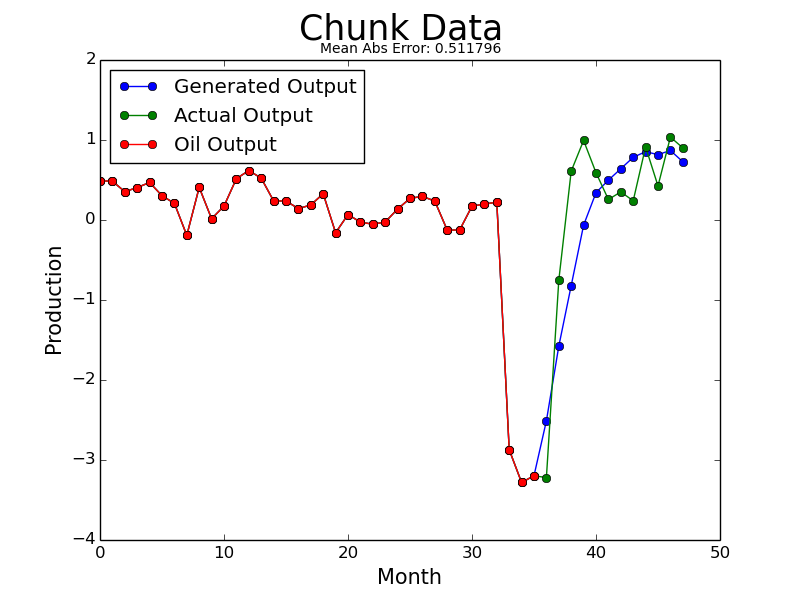 Chunk Data
Mean Abs Error: 0.511796
Generated Output
Actual Output
Oil Output
2
1
0
−1
−2
−3
−4
Production
0 10 20 30 40 50
Month